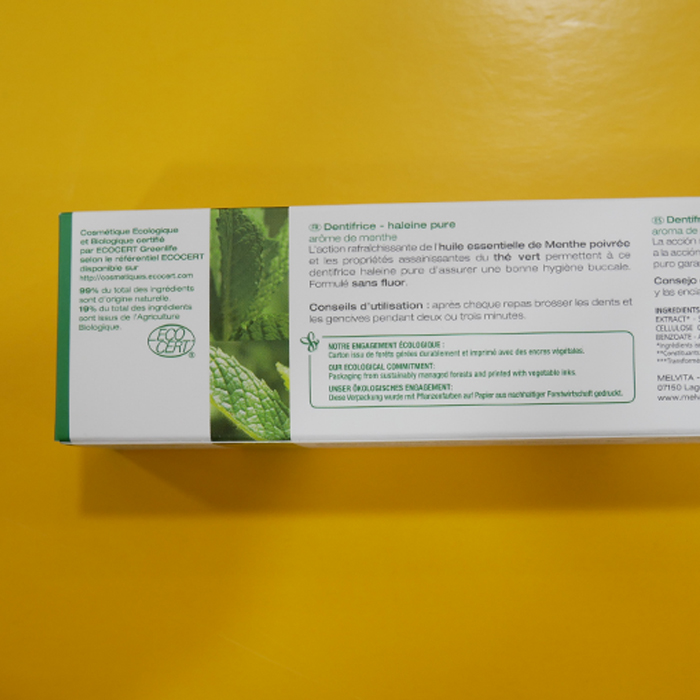 Cosmétique Écologique
et Biologique certifié
par ECOCERT Greenlife
selon le référentiel ECOCERT
disponible sur
http://cosmetiques.ecocert.com
99% du total des ingrédients
sont d'origine naturelle.
19% du total des ingrédients
sont issus de l'Agriculture
Biologique.
ECO
CERT®
Dentifrice - haleine pure
arôme de menthe
L'action rafraîchissante de l'huile essentielle de Menthe poivrée
et les propriétés assainissantes du thé vert permettent à ce
dentifrice haleine pure d'assurer une bonne hygiène buccale.
Formulé sans fluor.
Conseils d'utilisation : après chaque repas brosser les dents et
les gencives pendant deux ou trois minutes.
NOTRE ENGAGEMENT ÉCOLOGIQUE :
Carton issu de forêts gérées durablement et imprimé avec des encres végétales.
OUR ECOLOGICAL COMMITMENT:
Packaging from sustainably managed forests and printed with vegetable inks.
UNSER ÖKOLOGISCHES ENGAGEMENT:
Diese Verpackung wurde mit Pflanzenfarben auf Papier aus nachhaltiger Forstwirtschaft gedruckt.
Dentifr
aroma de
La acción r
a la acción
puro garan
Consejo
y las encía
INGREDIENTS
EXTRACT* - S
CELLULOSE
BENZOATE - A
*Ingrédients is
**Constituants
***Transformé
MELVITA -
07150 Lag
www.melv